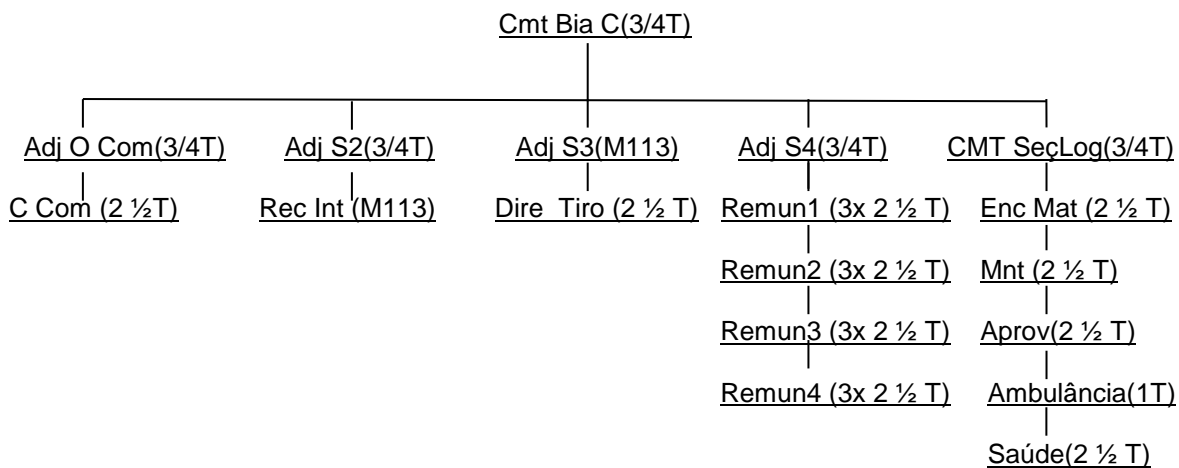 Cmt Bia C(3/4T)
Adj O Com(3/4T) Adj S2(3/4T) Adj S3(M113) Adj S4(3/4T) CMT SeçLog(3/4T)
C Com (2 ½T) Rec Int (M113) Dire Tiro (2 ½ T) Remun1 (3x 2 ½ T) Enc Mat (2 ½ T)
Remun2 (3x 2 ½ T) Mnt (2 ½ T)
Remun3 (3x 2 ½ T) Aprov(2 ½ T)
Remun4 (3x 2 ½ T) Ambulância(1T)
Saúde(2 ½ T)